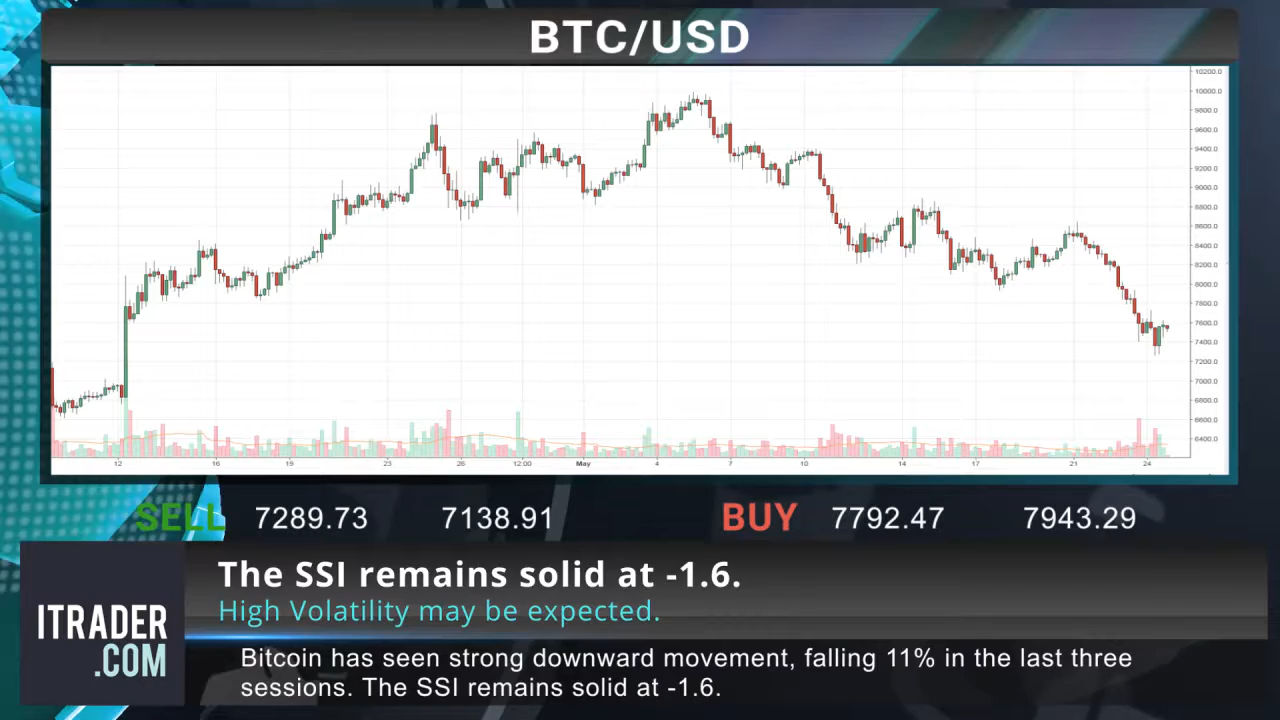 BTC/USD
10200.0
10000.0
9800.0
9600.0
9400.0
9200.0
9000.0
8800.0
8600.0
8400.0
8200.0
8000.0
7800.0
7600.0
7400.0
7200.0
7000.0
6800.0
6600.0
6400.0
12 16 19 23 26 12:00 May 4 7 10 14 17 21 24
SELL 7289.73 7138.91 BUY 7792.47 7943.29
The SSI remains solid at -1.6.
High Volatility may be expected.
ITRADER
.COM
Bitcoin has seen strong downward movement, falling 11% in the last three
sessions. The SSI remains solid at -1.6.